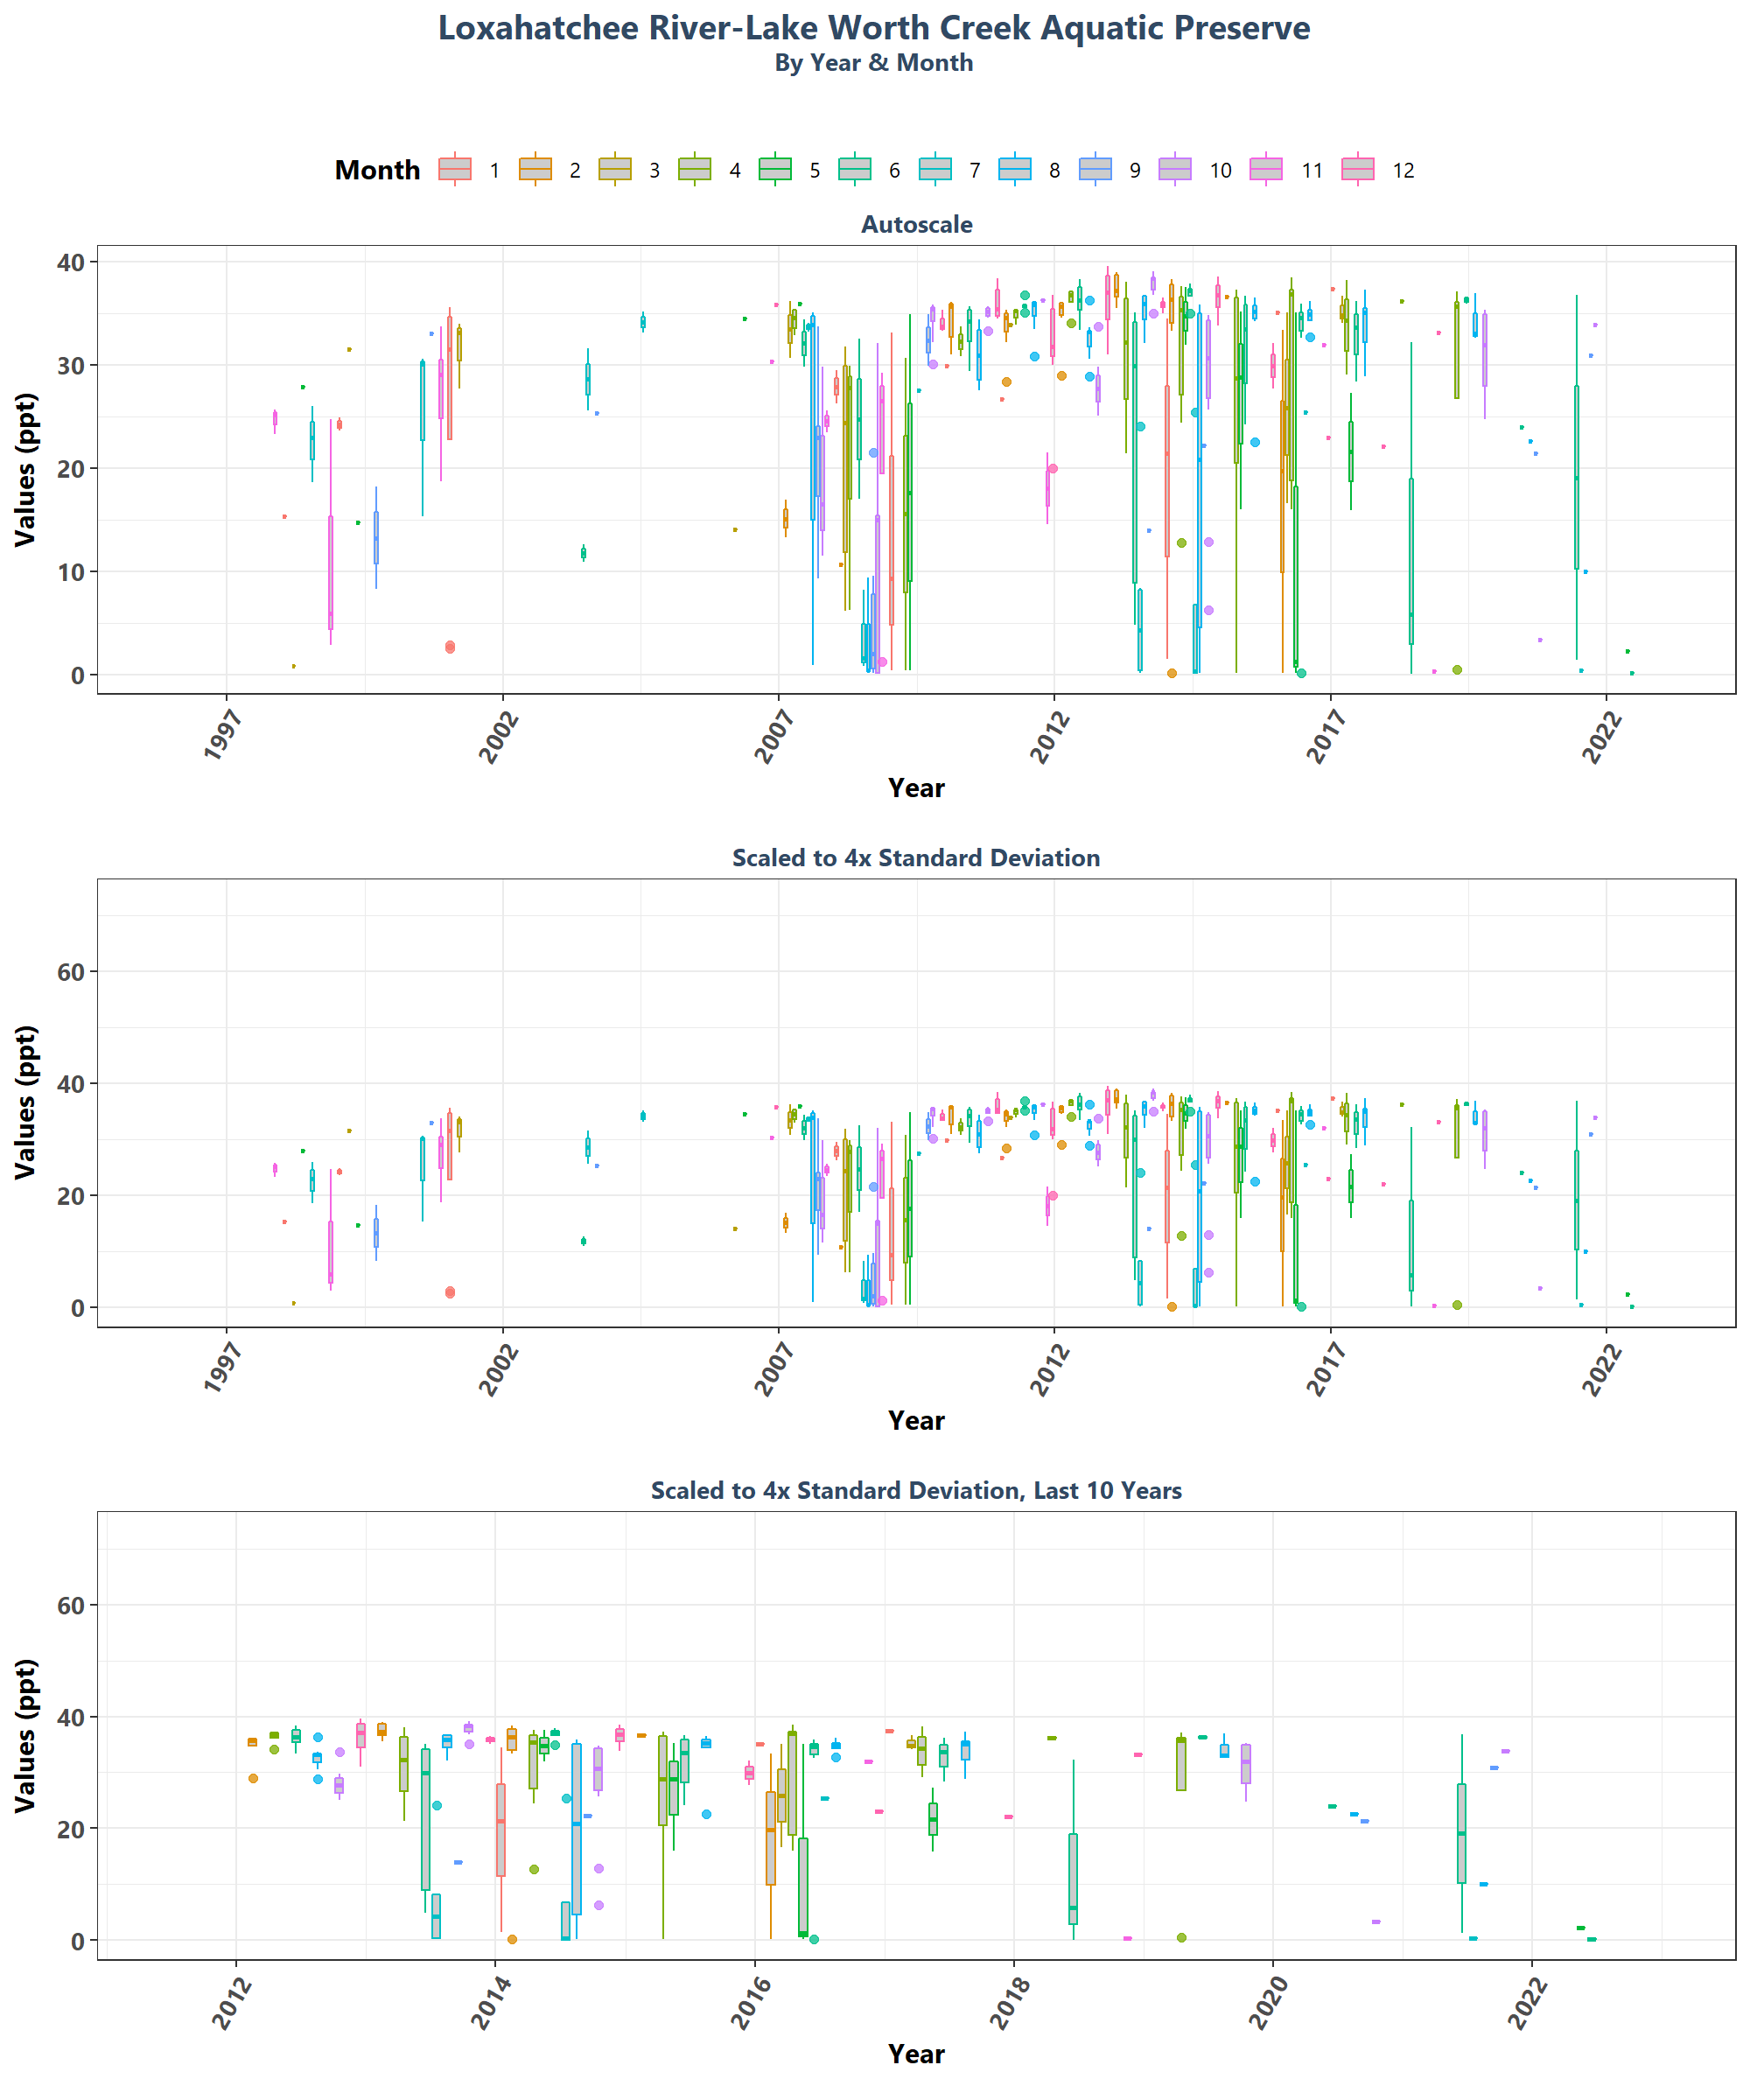 Loxahatchee River-Lake Worth Creek Aquatic Preserve
By Year & Month
Month 1 2 3 4 5 6 7 8 9 10 11 12
Autoscale
Values (ppt)
40
30
20
10
0
1997 2002 2007 2012 2017 2022
Year
Scaled to 4x Standard Deviation
Values (ppt)
60
40
20
0
1997 2002 2007 2012 2017 2022
Year
Scaled to 4x Standard Deviation, Last 10 Years
Values (ppt)
60
40
20
0
2012 2014 2016 2018 2020 2022
Year